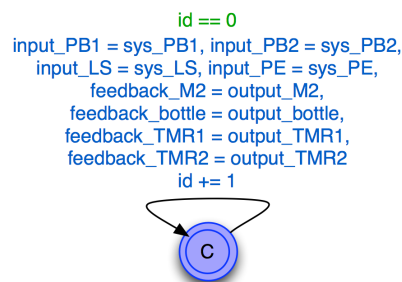 id == 0
input_PB1 = sys_PB1, input_PB2 = sys_PB2,
input_LS = sys_LS, input_PE = sys_PE,
feedback_M2 = output_M2,
feedback_bottle = output_bottle,
feedback_TMR1 = output_TMR1,
feedback_TMR2 = output_TMR2
id += 1
C